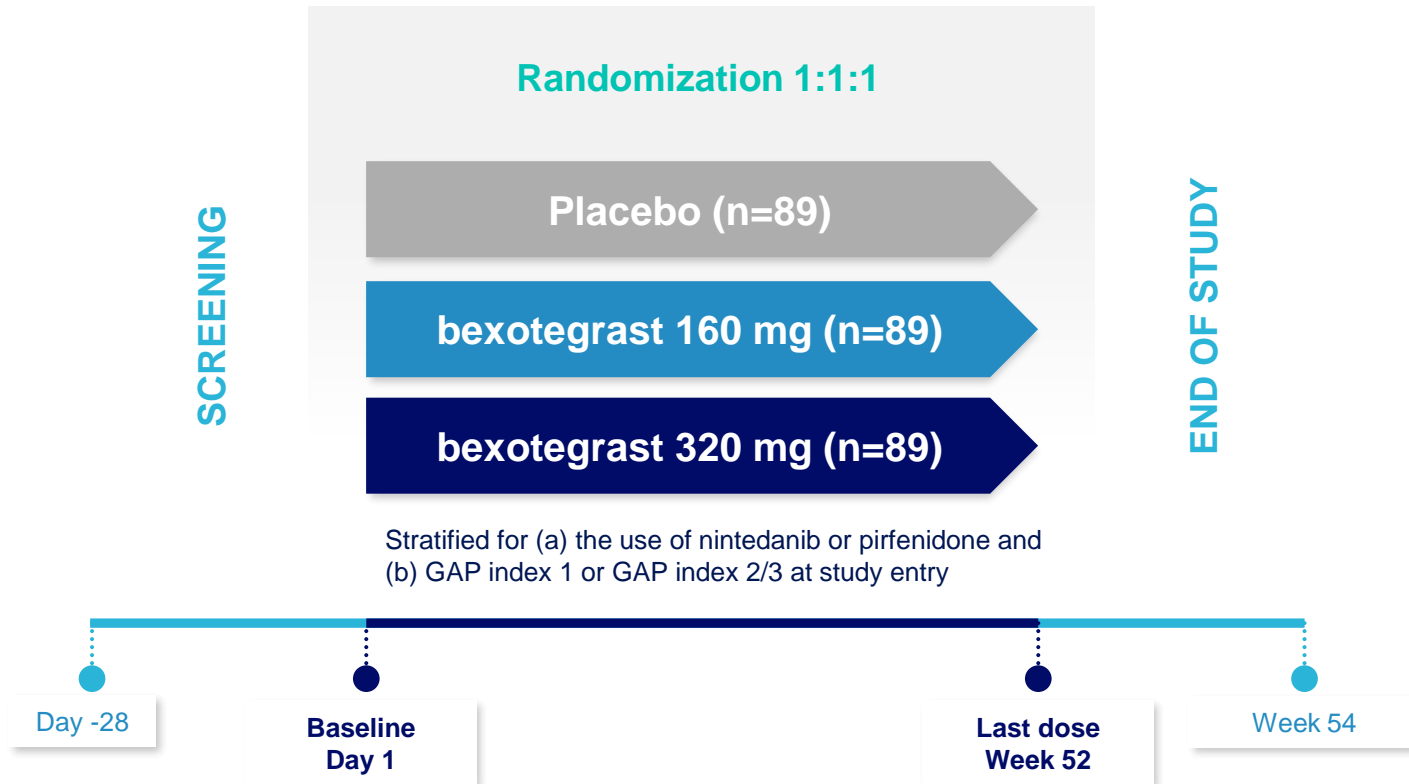 Randomization 1:1:1
SCREENING
Placebo (n=89)
bexotegrast 160 mg (n=89)
bexotegrast 320 mg (n=89)
END OF STUDY
Stratified for (a) the use of nintedanib or pirfenidone and
(b) GAP index 1 or GAP index 2/3 at study entry
Day -28
Baseline
Day 1
Last dose
Week 52
Week 54